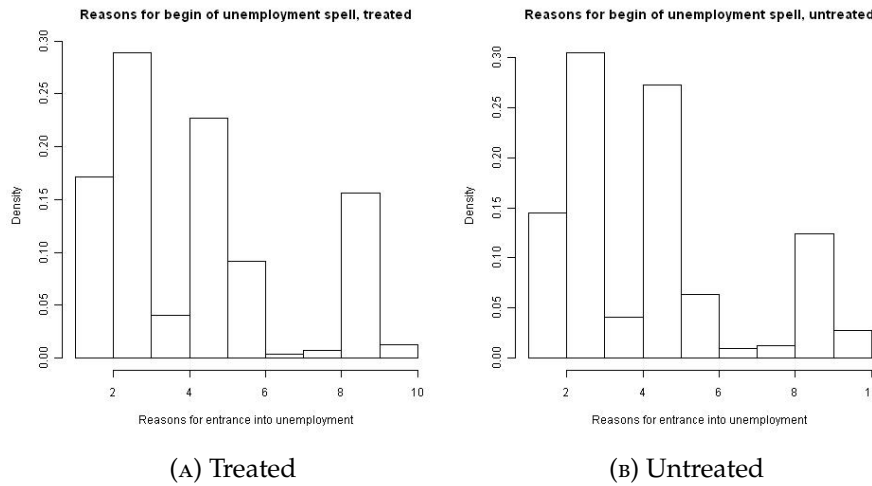 Reasons for begin of unemployment spell, treated
0.30
0.25
0.20
0.15
0.10
0.05
0.00
Density
2 4 6 8 10
Reasons for entrance into unemployment
(A) Treated
Reasons for begin of unemployment spell, untreated
0.30
0.25
0.20
0.15
0.10
0.05
0.00
Density
2 4 6 8 1
Reasons for entrance into unemployment
(B) Untreated